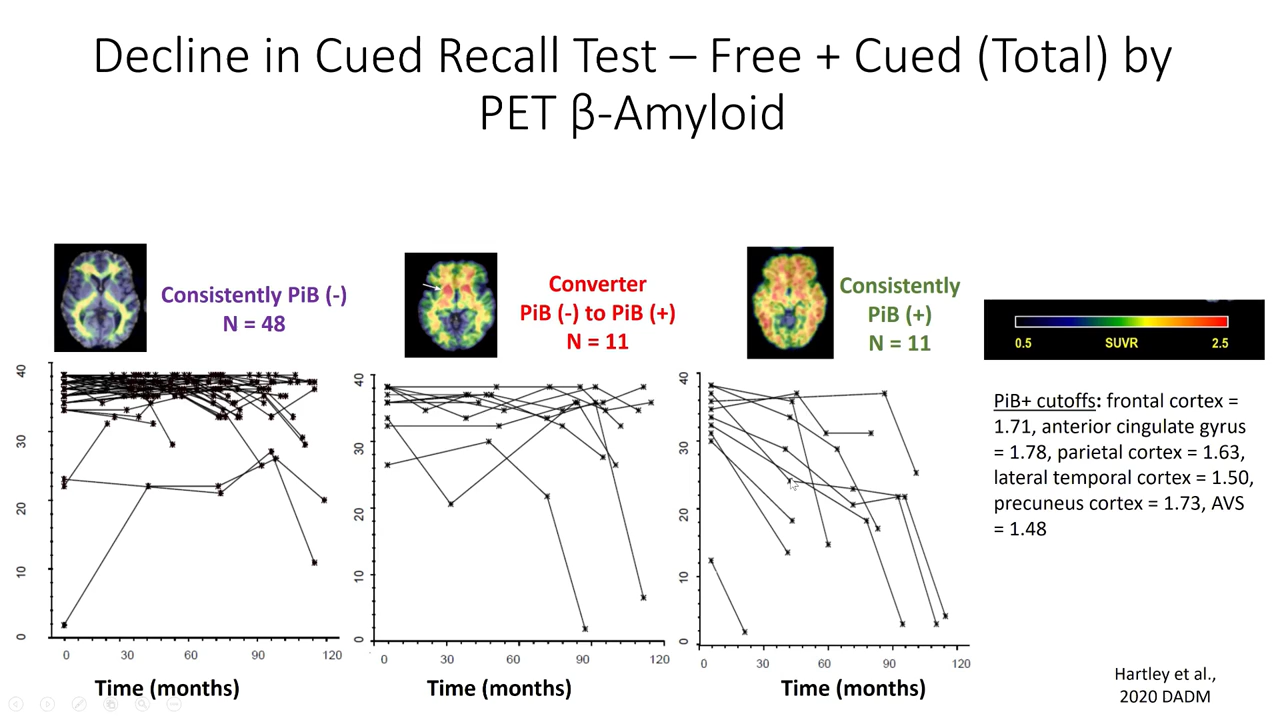 Decline in Cued Recall Test – Free + Cued (Total) by
PET β-Amyloid
Consistently PiB (-)
N = 48
Converter
PiB (-) to PiB (+)
N = 11
Consistently
PiB (+)
N = 11
0.5 SUVR 2.5
40
30
20
10
0
0 30 60 90 120
Time (months)
40
30
20
10
0
0 30 60 90 120
Time (months)
40
30
20
10
0
0 30 60 90 120
Time (months)
PiB+ cutoffs: frontal cortex =
1.71, anterior cingulate gyrus
= 1.78, parietal cortex = 1.63,
lateral temporal cortex = 1.50,
precuneus cortex = 1.73, AVS
= 1.48
Hartley et al.,
2020 DADM